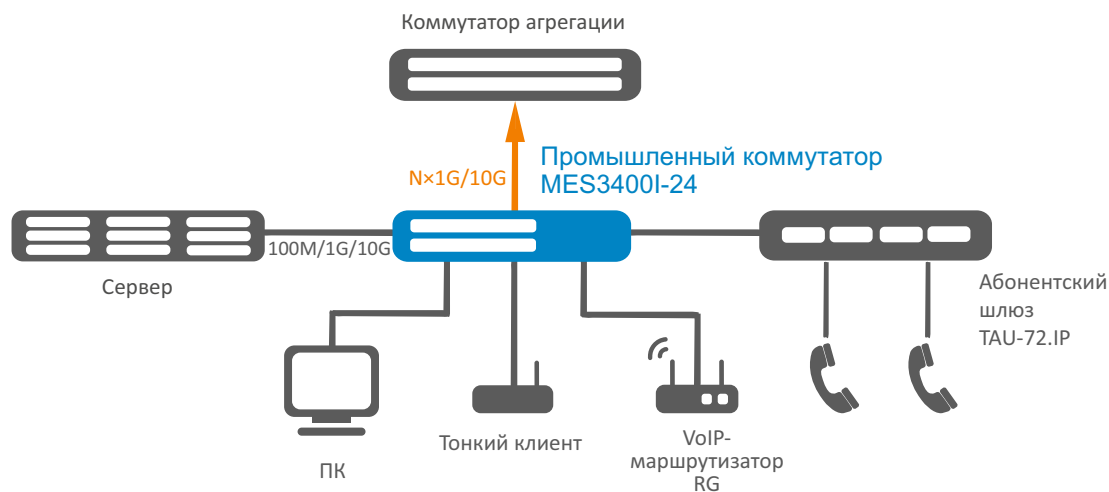 Коммутатор агрегации
Промышленный коммутатор
MES3400I-24
N×1G/10G
100M/1G/10G
Сервер
Абонентский
шлюз
TAU-72.IP
ПК
Тонкий клиент
VoIP-
маршрутизатор
RG